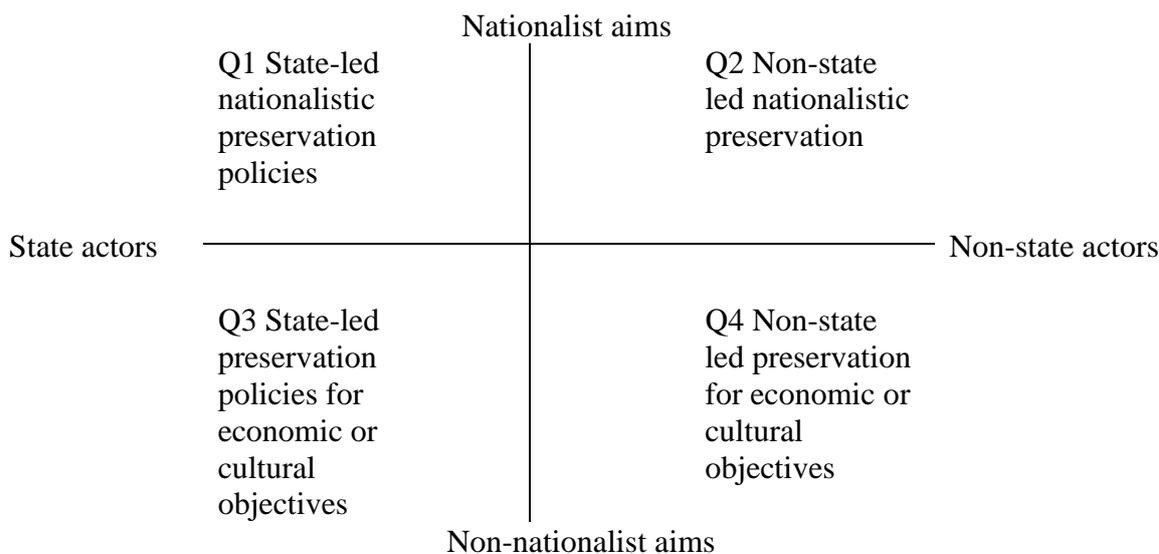 Nationalist aims
Q1 State-led
nationalistic
preservation
policies
Q2 Non-state
led nationalistic
preservation
State actors
Non-state actors
Q3 State-led
preservation
policies for
economic or
cultural
objectives
Q4 Non-state
led preservation
for economic or
cultural
objectives
Non-nationalist aims